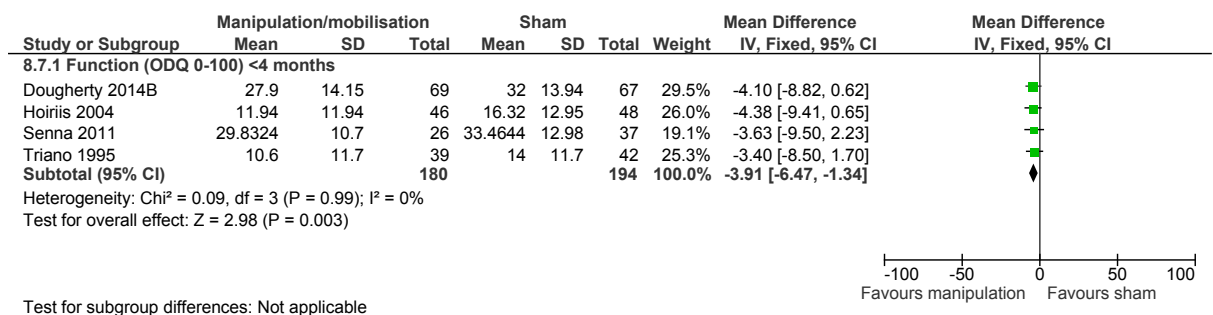 Manipulation/mobilisation Sham Mean Difference Mean Difference
Study or Subgroup Mean SD Total Mean SD Total Weight IV, Fixed, 95% CI IV, Fixed, 95% CI
8.7.1 Function (ODQ 0-100) <4 months
Dougherty 2014B 27.9 14.15 69 32 13.94 67 29.5% -4.10 [-8.82, 0.62]
Hoiriis 2004 11.94 11.94 46 16.32 12.95 48 26.0% -4.38 [-9.41, 0.65]
Senna 2011 29.8324 10.7 26 33.4644 12.98 37 19.1% -3.63 [-9.50, 2.23]
Triano 1995 10.6 11.7 39 14 11.7 42 25.3% -3.40 [-8.50, 1.70]
Subtotal (95% CI) 180 194 100.0% -3.91 [-6.47, -1.34]
Heterogeneity: Chi² = 0.09, df = 3 (P = 0.99); I² = 0%
Test for overall effect: Z = 2.98 (P = 0.003)
-100 -50 0 50 100
Favours manipulation Favours sham
Test for subgroup differences: Not applicable